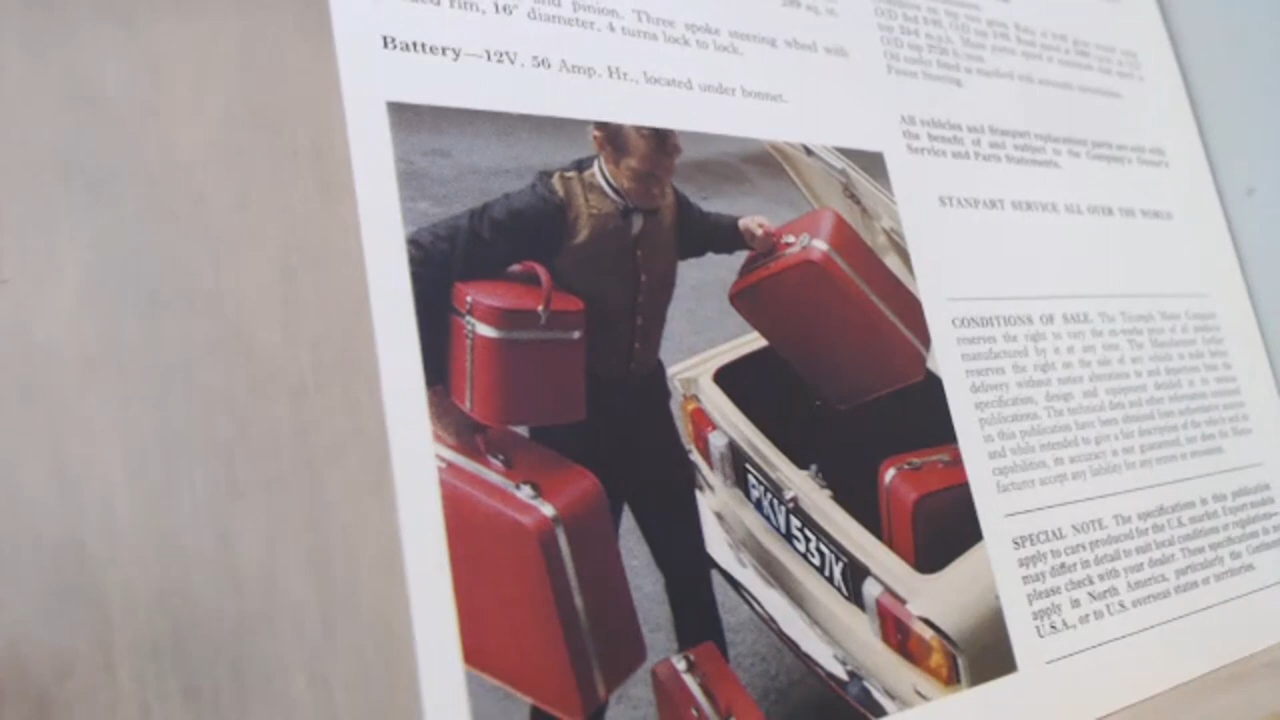 and pinion. Three spoke steering wheel with
rim, 16" diameter, 4 turns lock to lock.
Battery—12V. 56 Amp. Hr., located under bonnet.
Power Steering.
All vehicles and Stanpart replacement parts are sold with
the benefit of and subject to the Company's Owner's
Service and Parts Statements.
STANPART SERVICE ALL OVER THE WORLD
CONDITIONS OF SALE. The Triumph Motor Company
reserves the right to vary the ex-works price of all products
manufactured by it at any time. The Manufacturer further
reserves the right on the sale of any vehicle to make before
delivery without notice alterations to and departures from the
specification, design and equipment detailed in its various
publications. The technical data and other information contained
in this publication have been obtained from authoritative sources
and while intended to give a fair description of the vehicle and its
capabilities, its accuracy is not guaranteed, nor does the Manu-
facturer accept any liability for any errors or omissions.
SPECIAL NOTE. The specifications in this publication
apply to cars produced for the U.K. market. Export models
may differ in detail to suit local conditions or regulations—
please check with your dealer. These specifications do not
apply in North America, particularly the Continental
U.S.A., or to U.S. overseas states or territories.
PKV 537K